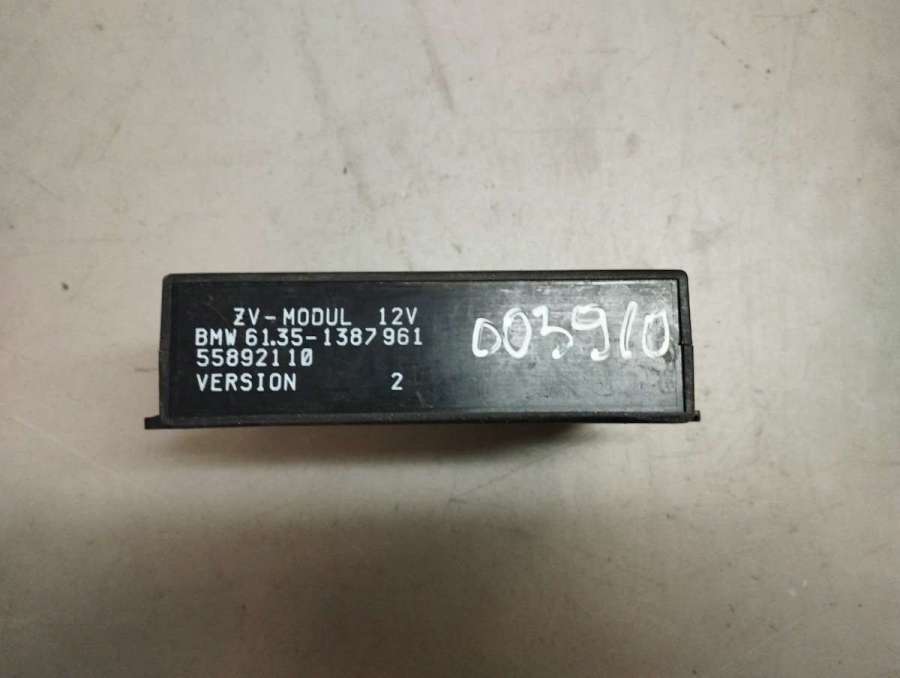 ZV-MODUL 12V
BMW 61.35-1387961
55892110
VERSION 2
003910